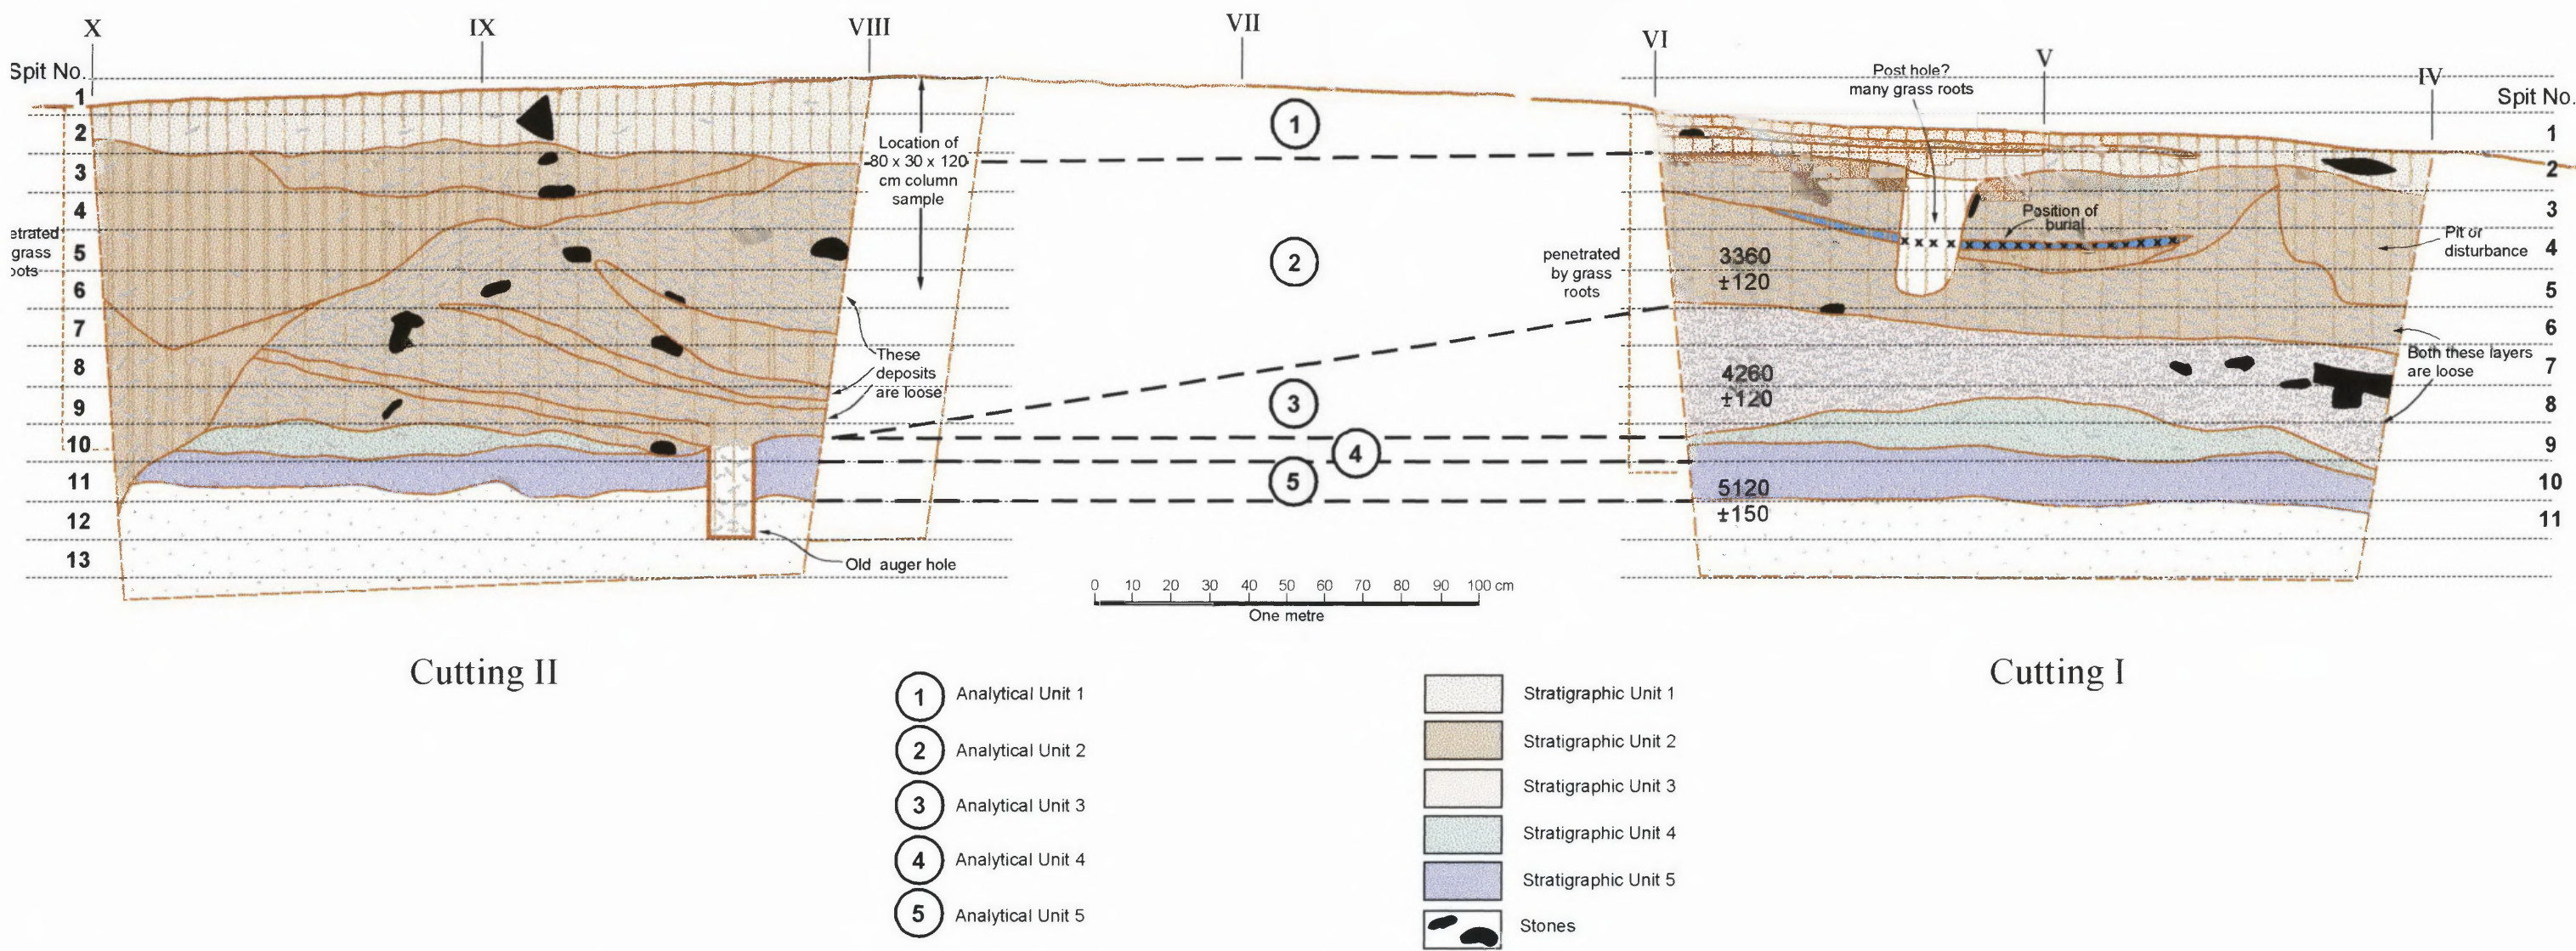 X
IX
VIII
VII
VI
V
IV
Spit No.
1
2
3
4
5
6
7
8
9
10
11
12
13
etrated
grass
oots
Location of
80 x 30 x 120
cm column
sample
These
deposits
are loose
Old auger hole
1
2
3
4
5
penetrated
by grass
roots
Post hole?
many grass roots
Position of
burial
3360
±120
4260
±120
5120
±150
Pit or
disturbance
Both these layers
are loose
Spit No.
1
2
3
4
5
6
7
8
9
10
11
0 10 20 30 40 50 60 70 80 90 100 cm
One metre
Cutting II
Cutting I
1 Analytical Unit 1
2 Analytical Unit 2
3 Analytical Unit 3
4 Analytical Unit 4
5 Analytical Unit 5
Stratigraphic Unit 1
Stratigraphic Unit 2
Stratigraphic Unit 3
Stratigraphic Unit 4
Stratigraphic Unit 5
Stones